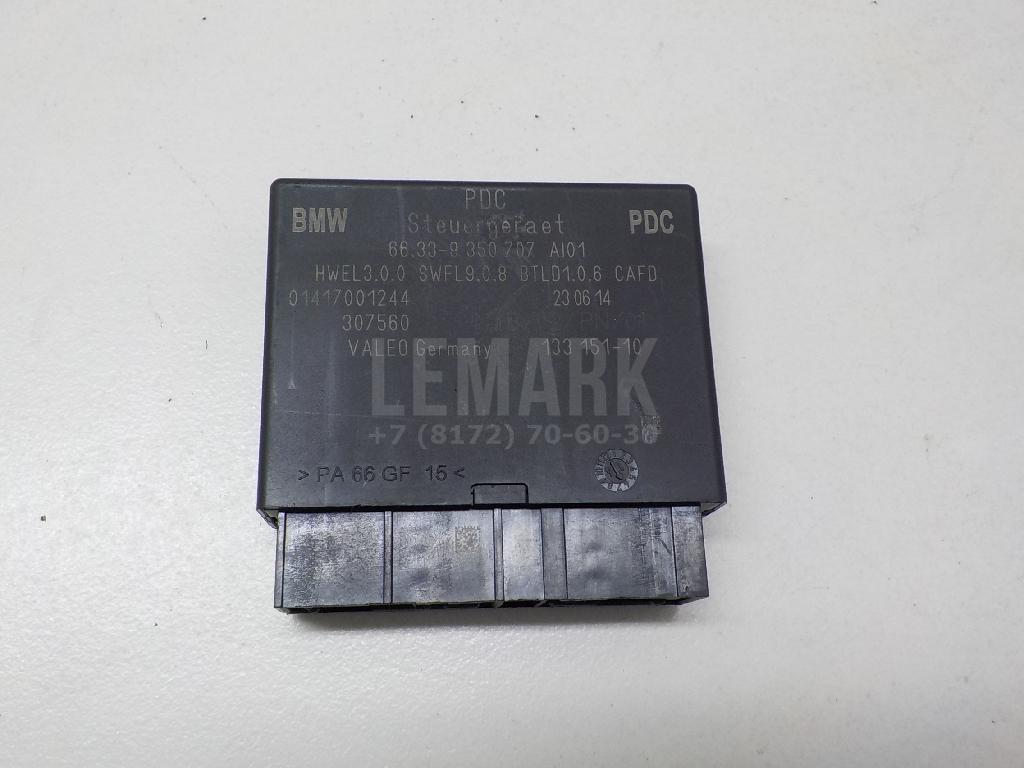 PDC
BMW Steuergeraet PDC
66.33-9 350 707 AI01
HWEL3.0.0 SWFL9.0.8 BTLD1.0.6 CAFD
01417001244 23 06 14
307560
VALEO Germany 133 151-10
LEMARK
+7 (8172) 70-60-36
> PA 66 GF 15 <